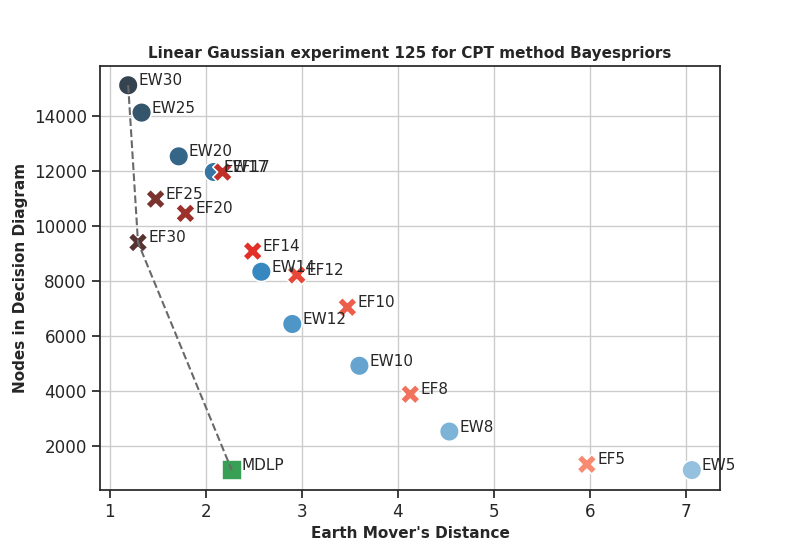 Linear Gaussian experiment 125 for CPT method Bayespriors
EW30
EW25
EW20
EW17
EF17
EF25
EF20
EF30
EF14
EW14
EF12
EF10
EW12
EW10
EF8
EW8
MDLP
EF5
EW5
14000
12000
10000
8000
6000
4000
2000
Nodes in Decision Diagram
1 2 3 4 5 6 7
Earth Mover's Distance